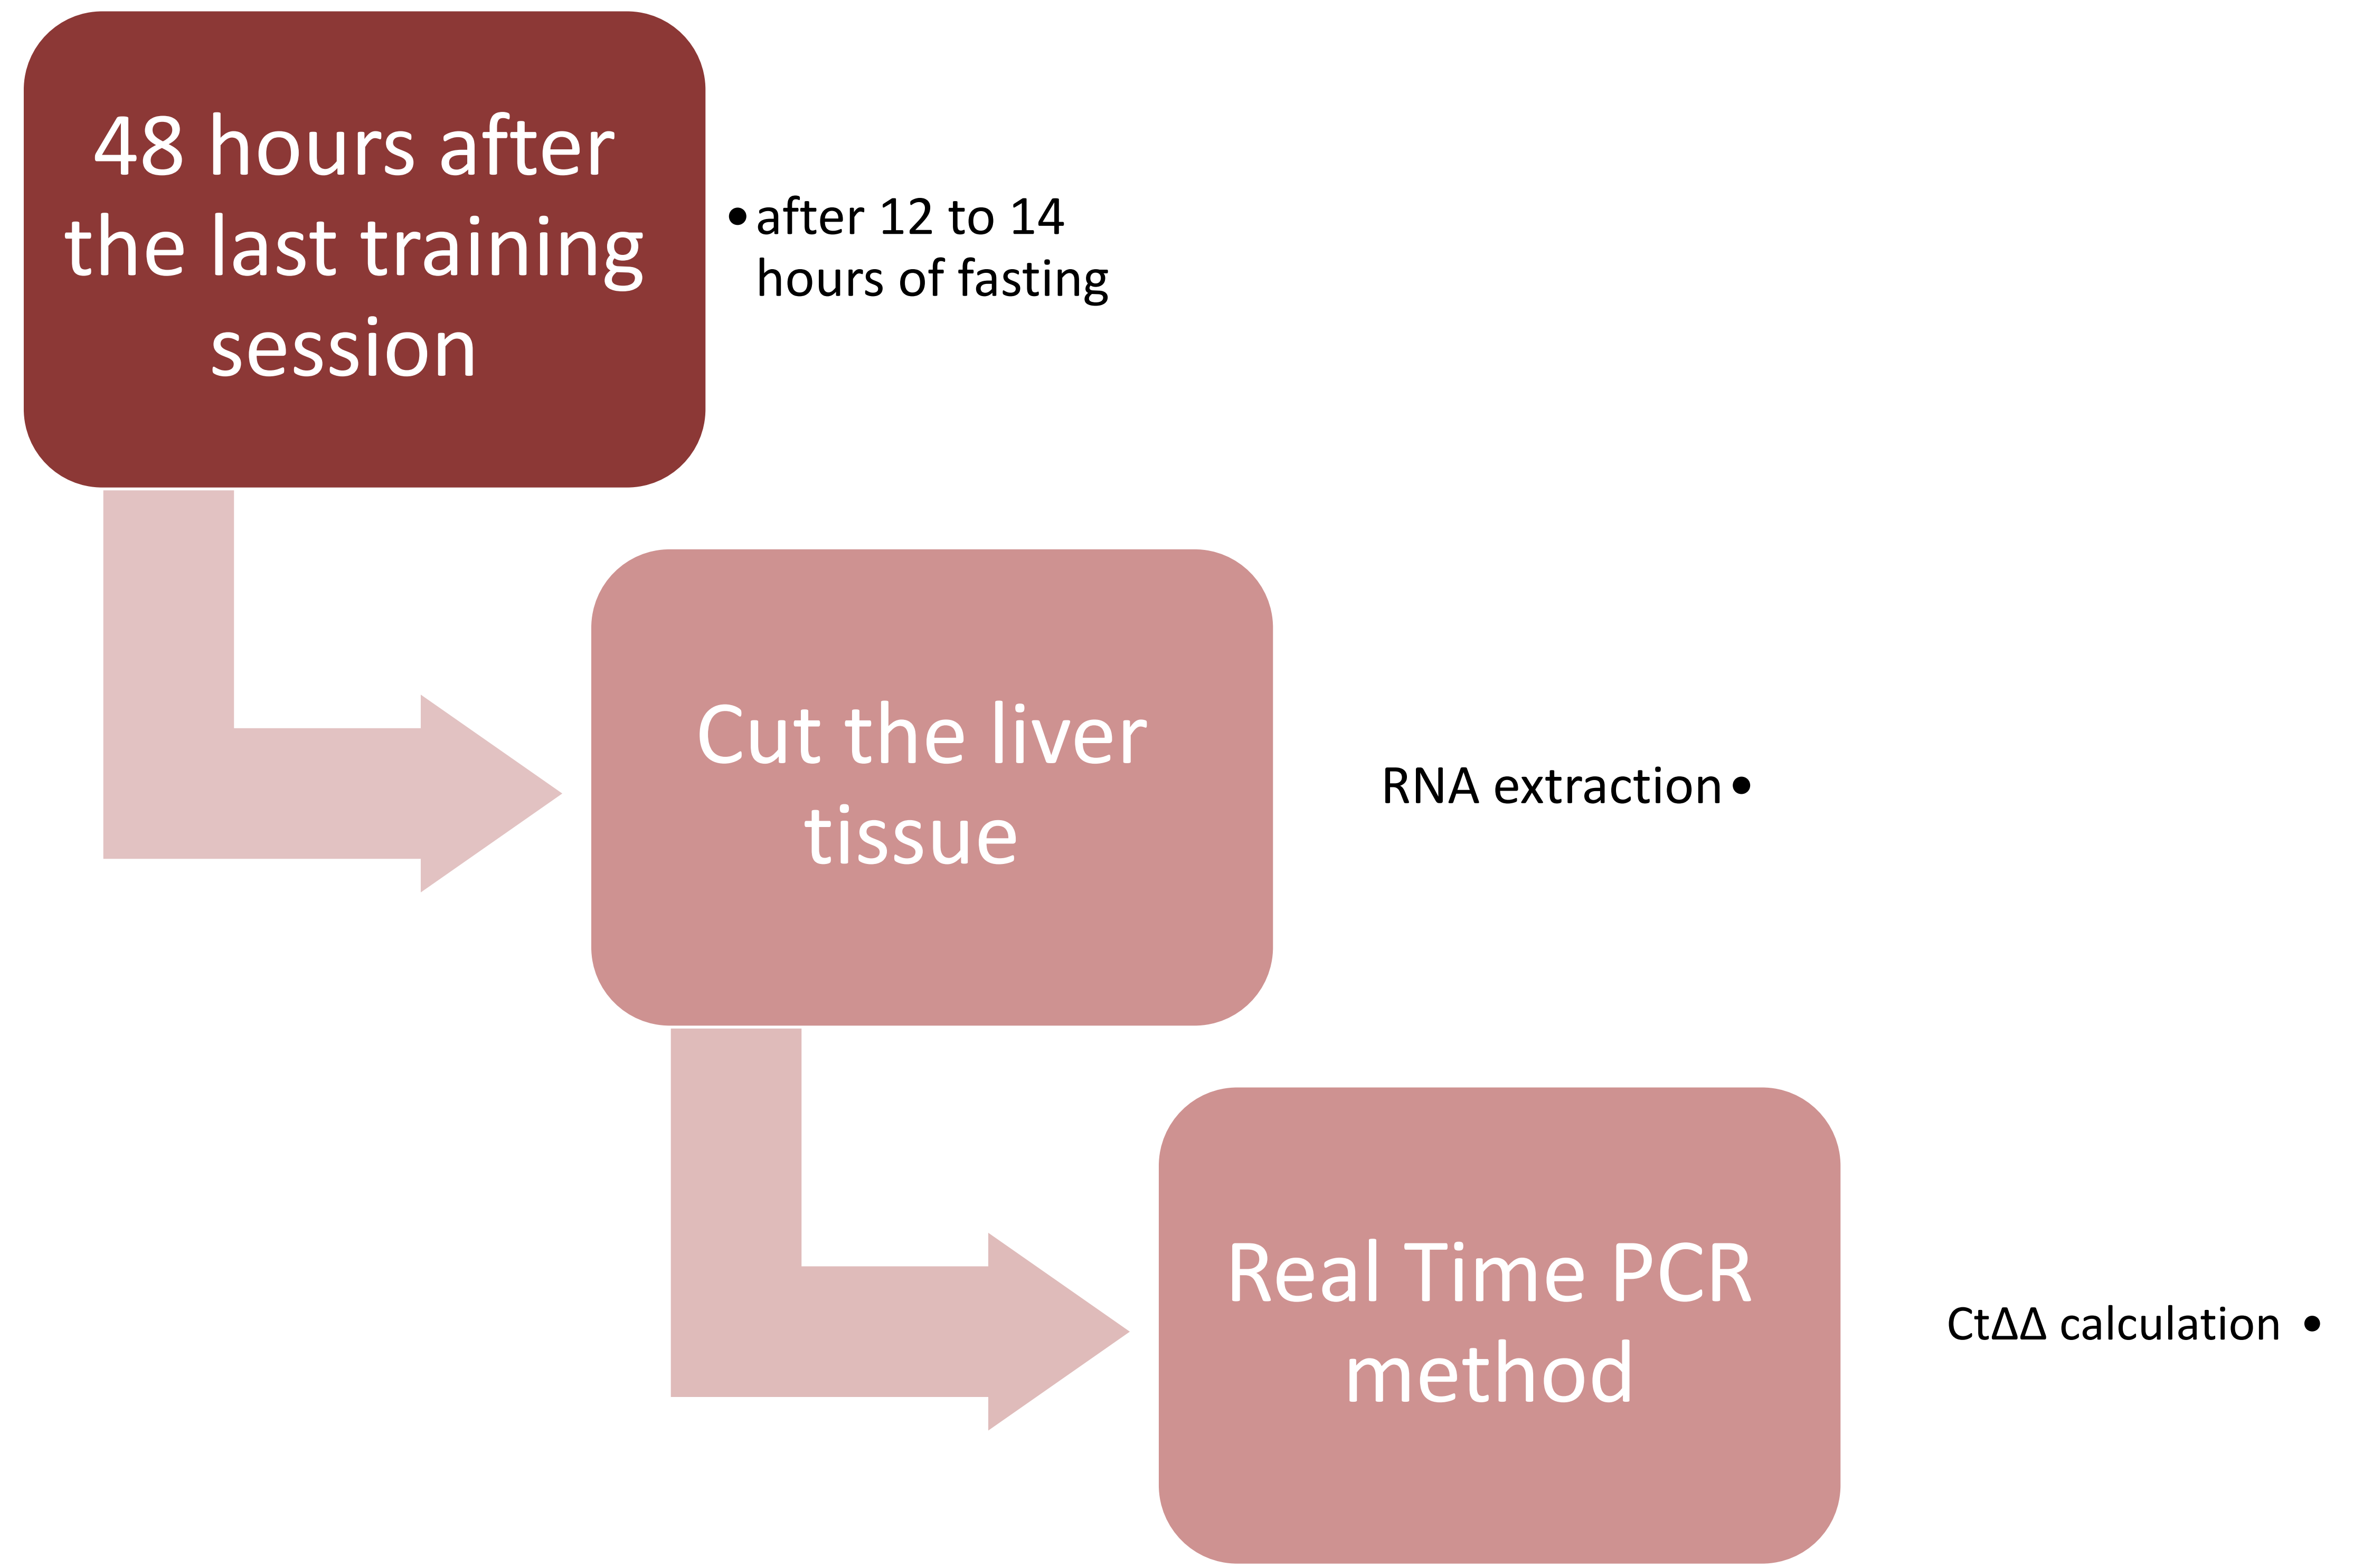 48 hours after
the last training
session
• after 12 to 14
hours of fasting
Cut the liver
tissue
RNA extraction •
Real Time PCR
method
CtΔΔ calculation •